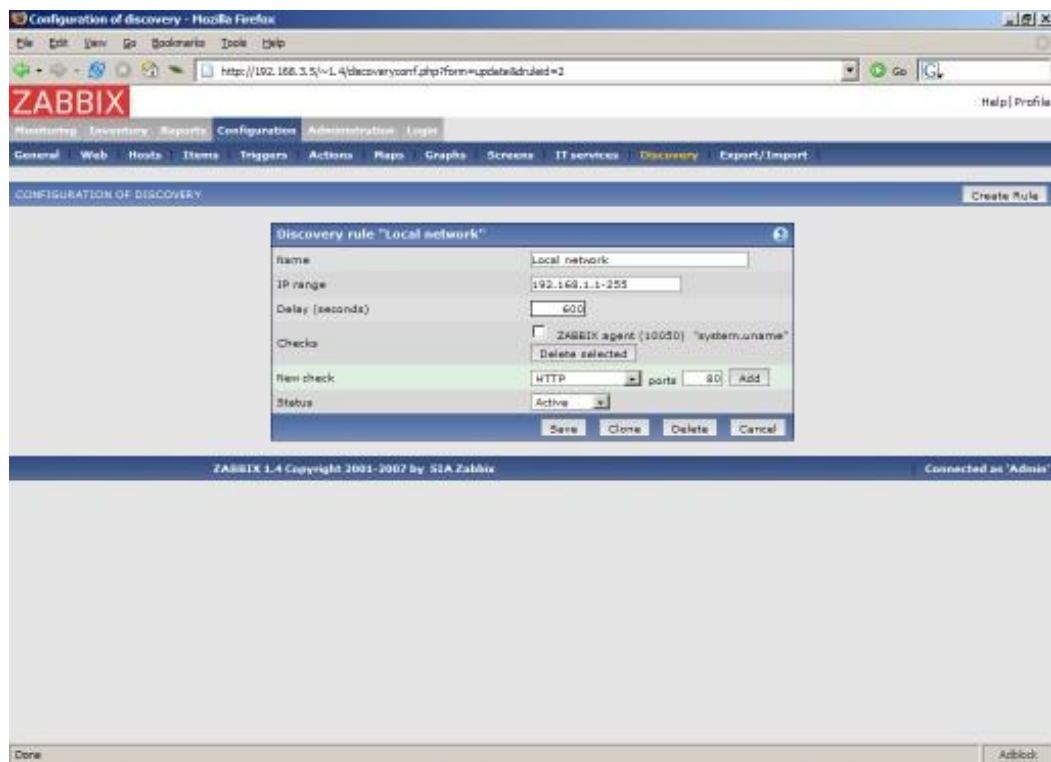 Configuration of discovery - Mozilla Firefox
File Edit View Go Bookmarks Tools Help
http://192.168.3.5/~1.4/discoveryconf.php?form=update&druleid=2 Go
ZABBIX
Help | Profile
Monitoring Inventory Reports Configuration Administration Login
General Web Hosts Items Triggers Actions Maps Graphs Screens IT services Discovery Export/Import
CONFIGURATION OF DISCOVERY Create Rule
Discovery rule "Local network"
Name Local network
IP range 192.168.1.1-255
Delay (seconds) 600
Checks ZABBIX agent (10050) "system.uname"
Delete selected
New check HTTP ports 80 Add
Status Active
Save Clone Delete Cancel
ZABBIX 1.4 Copyright 2001-2007 by SIA Zabbix Connected as 'Admin'
Done Adblock